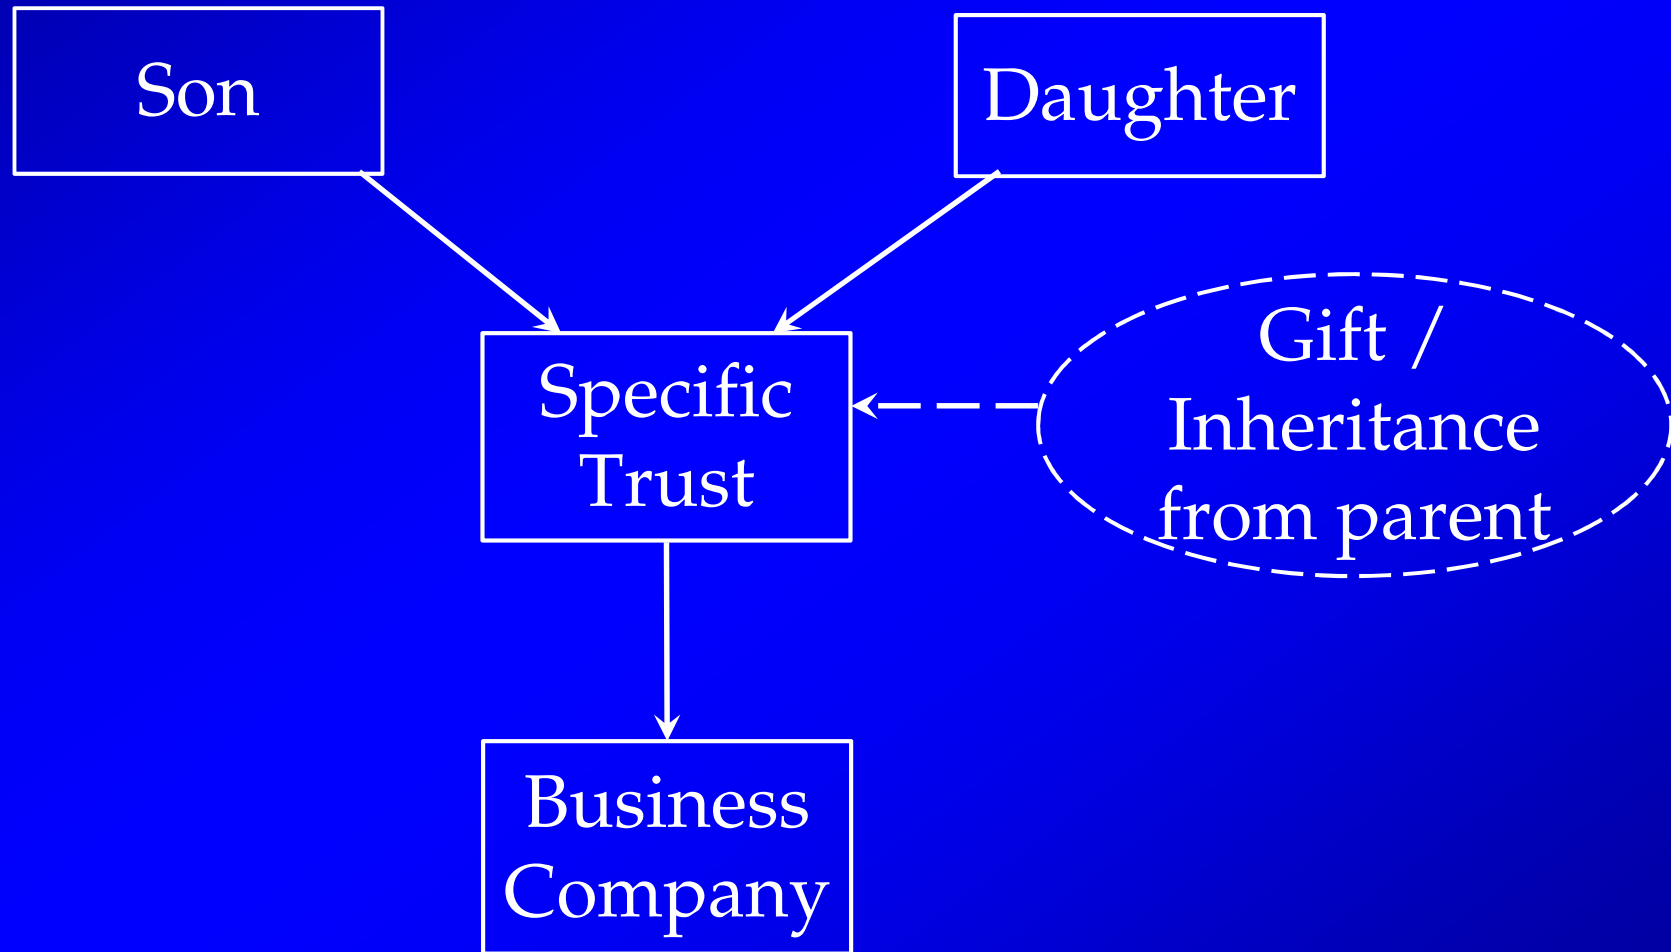 Son
Daughter
Specific
Trust
Gift /
Inheritance
from parent
Business
Company